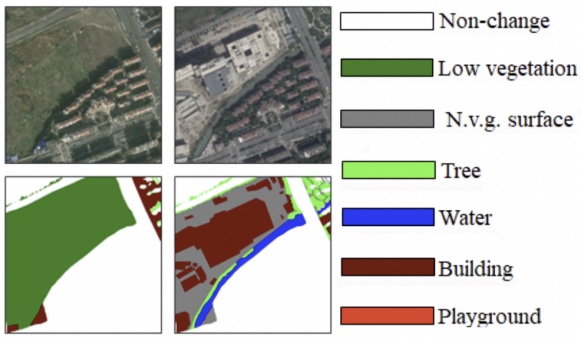 Non-change
Low vegetation
N.v.g. surface
Tree
Water
Building
Playground